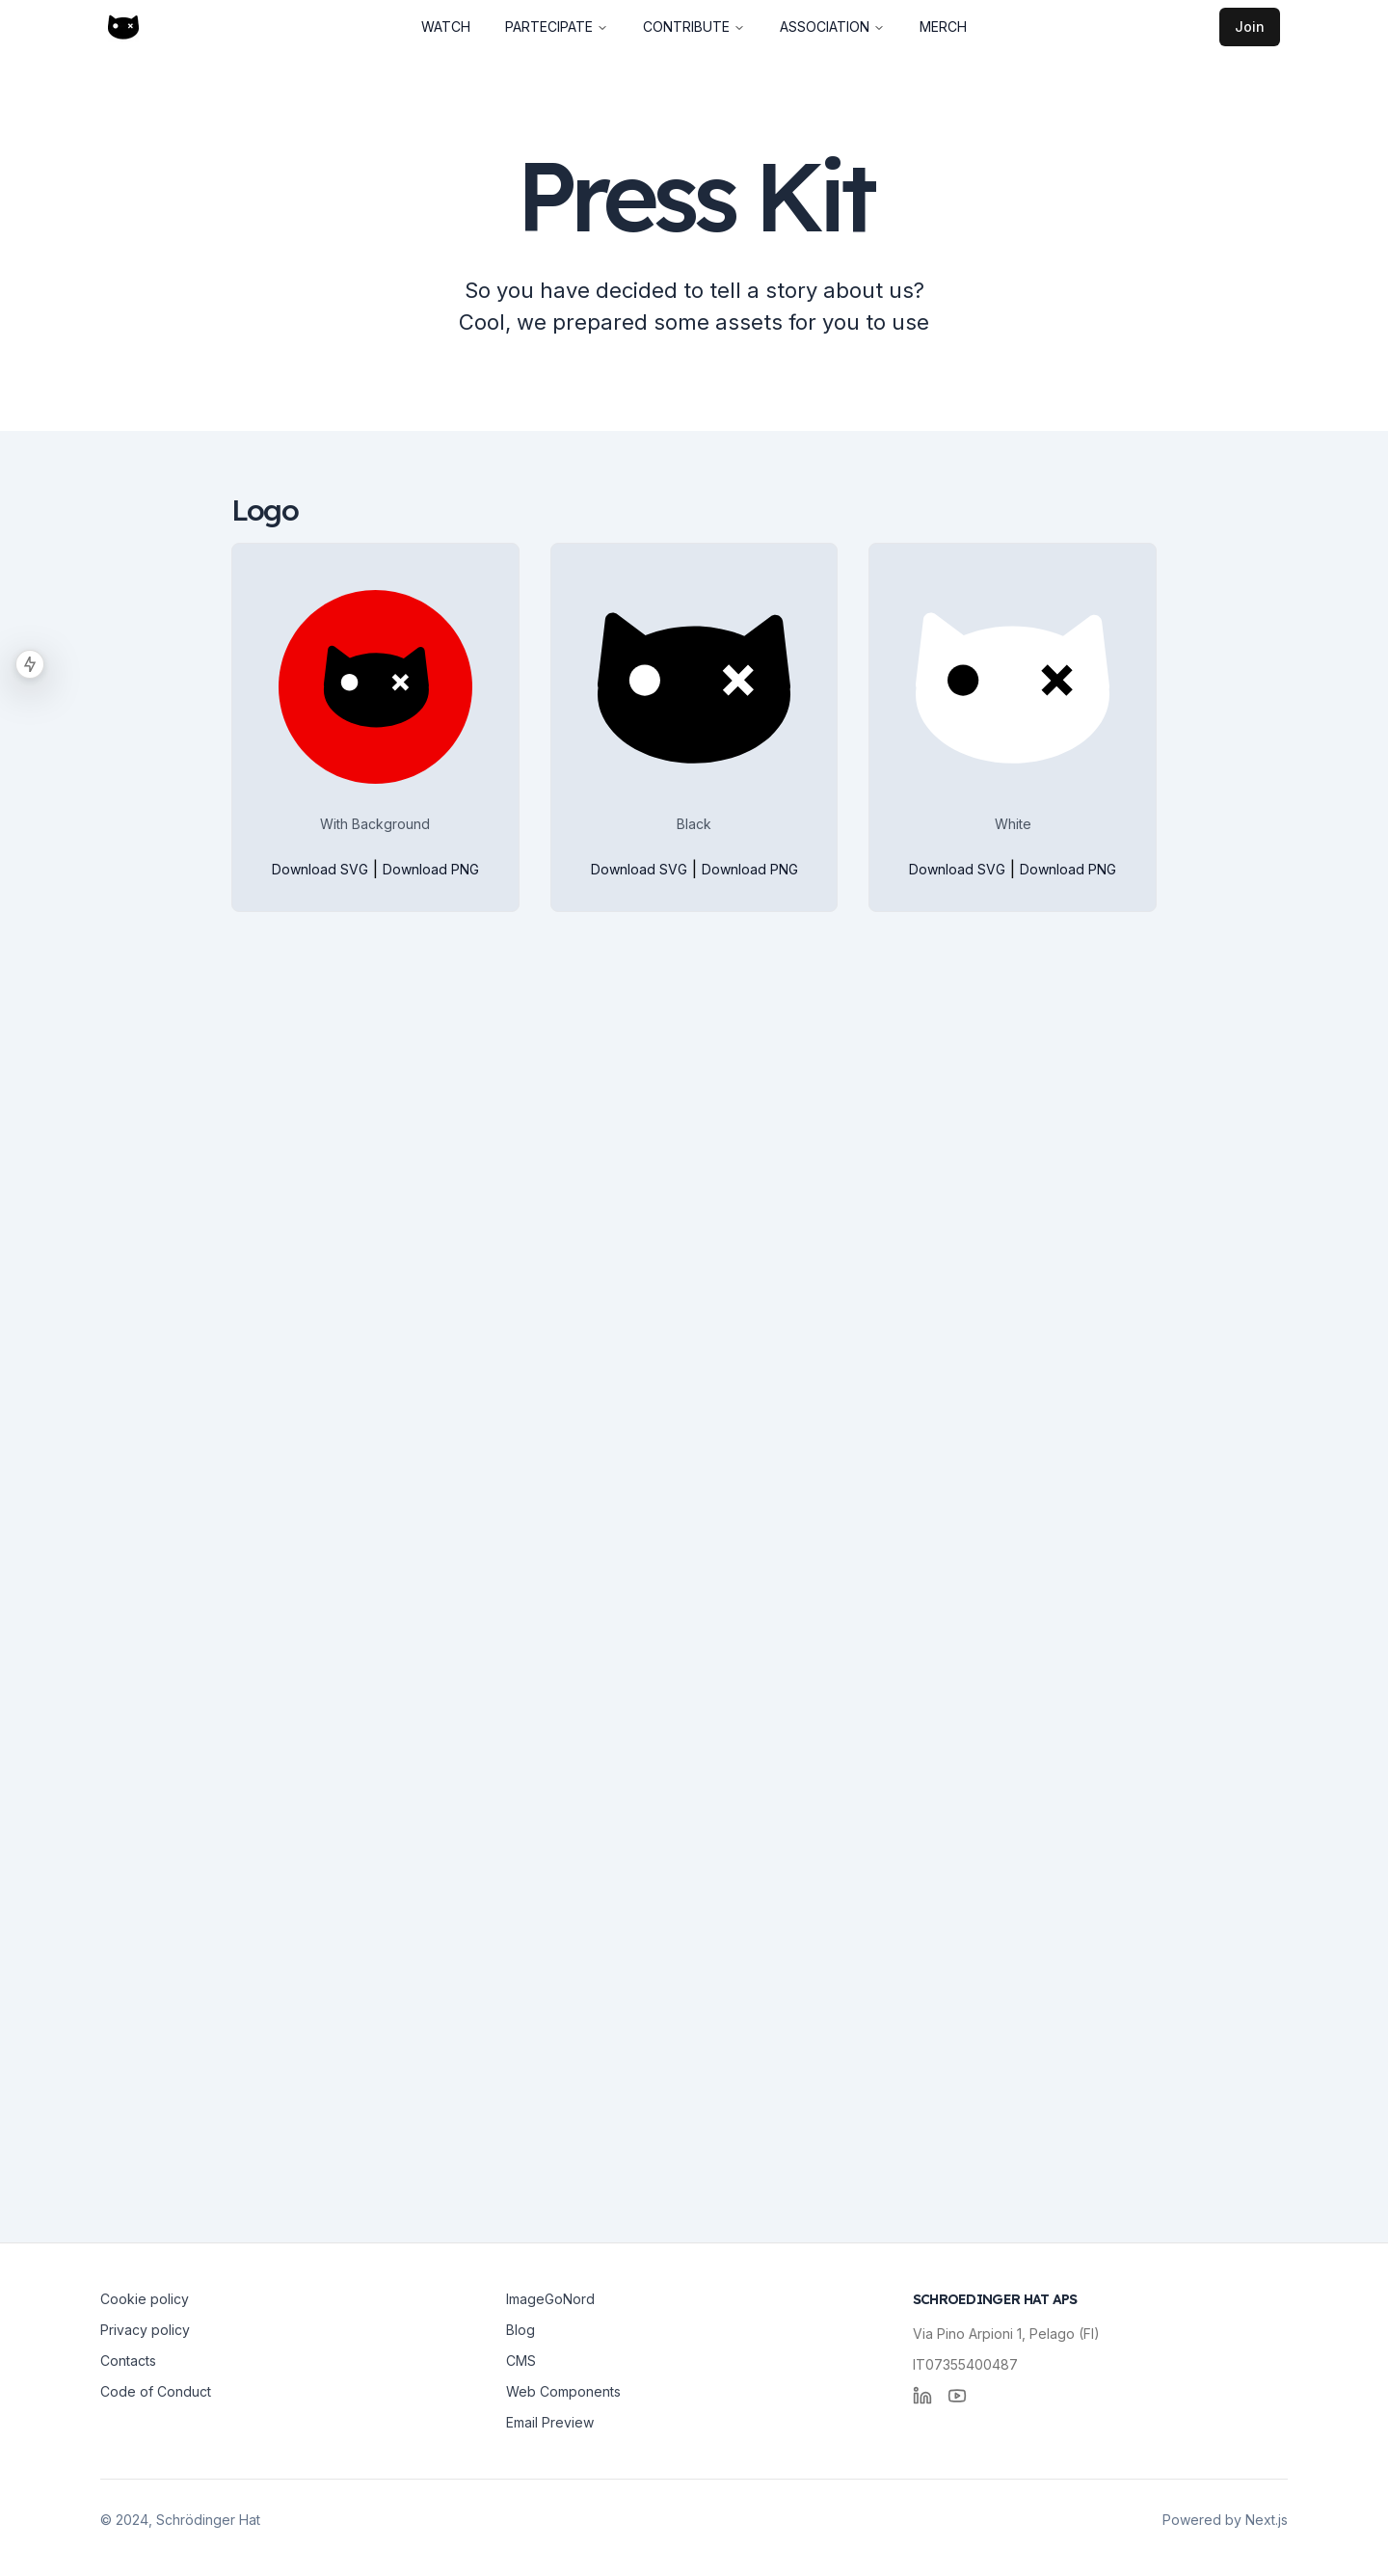 WATCH
PARTECIPATE
CONTRIBUTE
ASSOCIATION
MERCH
Join
Press Kit
So you have decided to tell a story about us?
Cool, we prepared some assets for you to use
Logo
With Background
Download SVG | Download PNG
Black
Download SVG | Download PNG
White
Download SVG | Download PNG
Cookie policy
Privacy policy
Contacts
Code of Conduct
ImageGoNord
Blog
CMS
Web Components
Email Preview
SCHROEDINGER HAT APS
Via Pino Arpioni 1, Pelago (FI)
IT07355400487
© 2024, Schrödinger Hat
Powered by Next.js